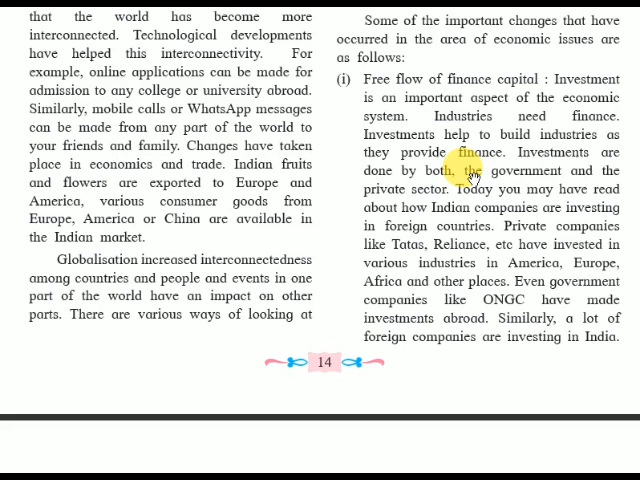 that the world has become more
interconnected. Technological developments
have helped this interconnectivity. For
example, online applications can be made for
admission to any college or university abroad.
Similarly, mobile calls or WhatsApp messages
can be made from any part of the world to
your friends and family. Changes have taken
place in economics and trade. Indian fruits
and flowers are exported to Europe and
America, various consumer goods from
Europe, America or China are available in
the Indian market.
Globalisation increased interconnectedness
among countries and people and events in one
part of the world have an impact on other
parts. There are various ways of looking at
Some of the important changes that have
occurred in the area of economic issues are
as follows:
(i) Free flow of finance capital : Investment
is an important aspect of the economic
system. Industries need finance.
Investments help to build industries as
they provide finance. Investments are
done by both, the government and the
private sector. Today you may have read
about how Indian companies are investing
in foreign countries. Private companies
like Tatas, Reliance, etc have invested in
various industries in America, Europe,
Africa and other places. Even government
companies like ONGC have made
investments abroad. Similarly, a lot of
foreign companies are investing in India.
14